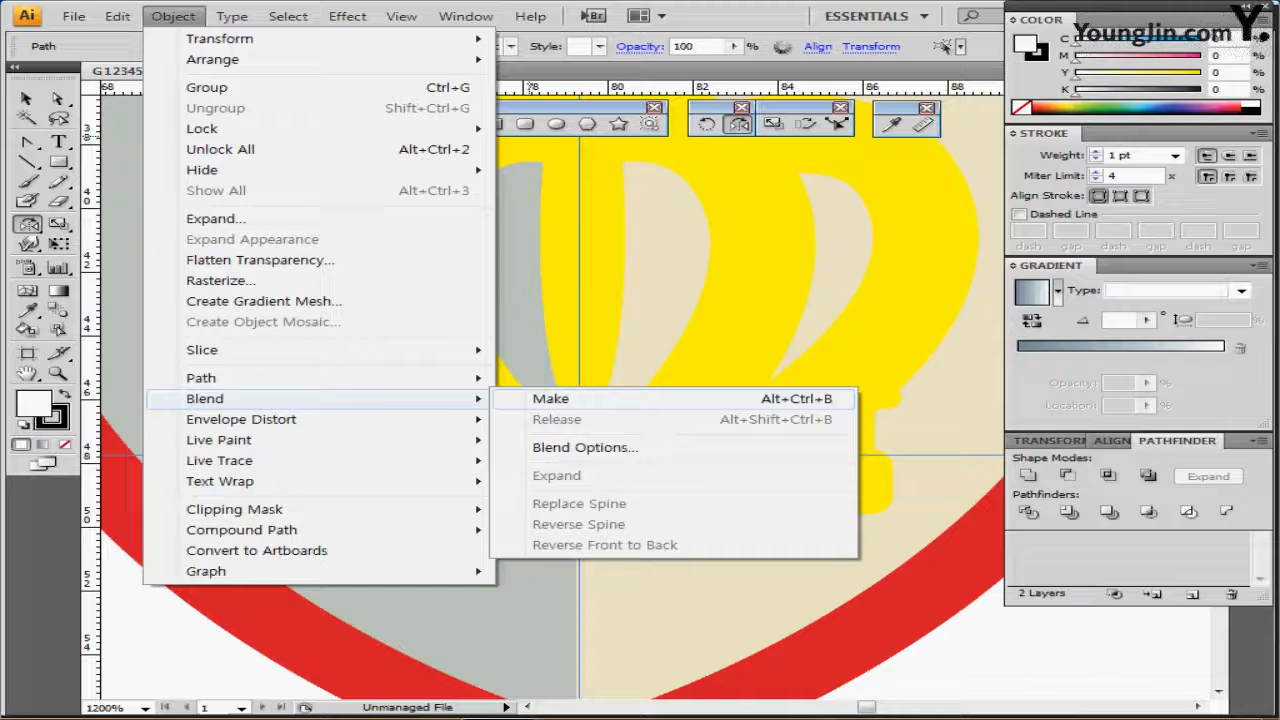 Ai File Edit Object Type Select Effect View Window Help Br ESSENTIALS
Younglin.com Y.
Path Style: Opacity: 100 % Align Transform
G12345
68 78 80 82 84 86 88
Transform
Arrange
Group Ctrl+G
Ungroup Shift+Ctrl+G
Lock
Unlock All Alt+Ctrl+2
Hide
Show All Alt+Ctrl+3
Expand...
Expand Appearance
Flatten Transparency...
Rasterize...
Create Gradient Mesh...
Create Object Mosaic...
Slice
Path
Blend
Envelope Distort
Live Paint
Live Trace
Text Wrap
Clipping Mask
Compound Path
Convert to Artboards
Graph
Make Alt+Ctrl+B
Release Alt+Shift+Ctrl+B
Blend Options...
Expand
Replace Spine
Reverse Spine
Reverse Front to Back
COLOR
C
M 0
Y 0
K 0
STROKE
Weight: 1 pt
Miter Limit: 4 x
Align Stroke:
Dashed Line
dash gap dash gap dash gap
GRADIENT
Type:
° %
Opacity: %
Location: %
TRANSFORM ALIGN PATHFINDER
Shape Modes:
Expand
Pathfinders:
2 Layers
1200% 1 Unmanaged File